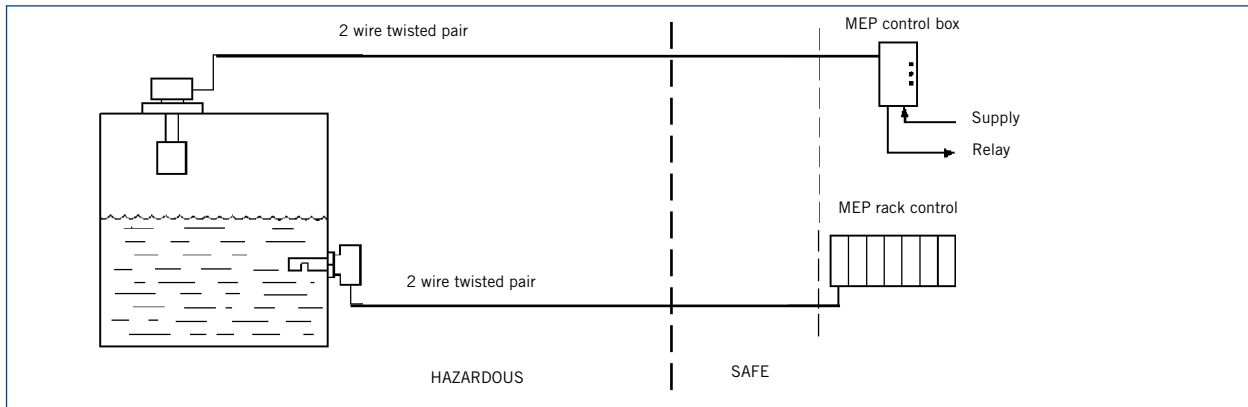 2 wire twisted pair
MEP control box
Supply
Relay
MEP rack control
2 wire twisted pair
HAZARDOUS
SAFE